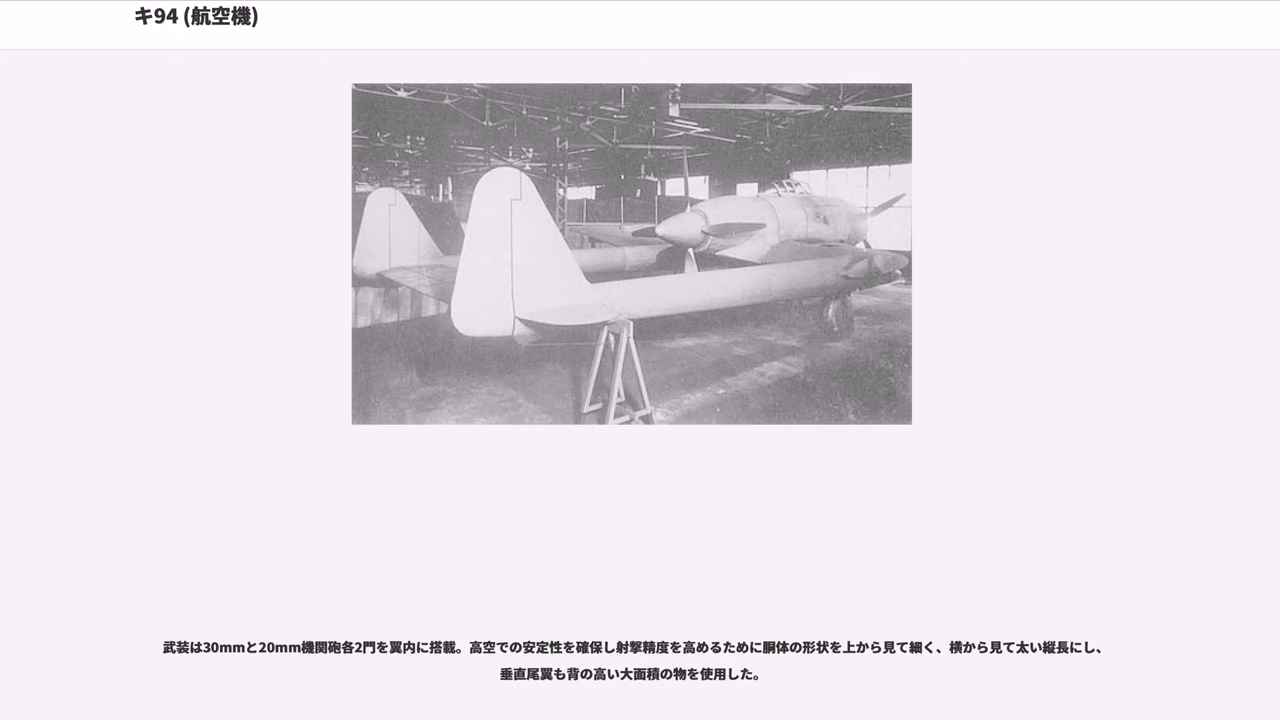 キ94 (航空機)
武装は30mmと20mm機関砲各2門を翼内に搭載。高空での安定性を確保し射撃精度を高めるために胴体の形状を上から見て細く、横から見て太い縦長にし、
垂直尾翼も背の高い大面積の物を使用した。